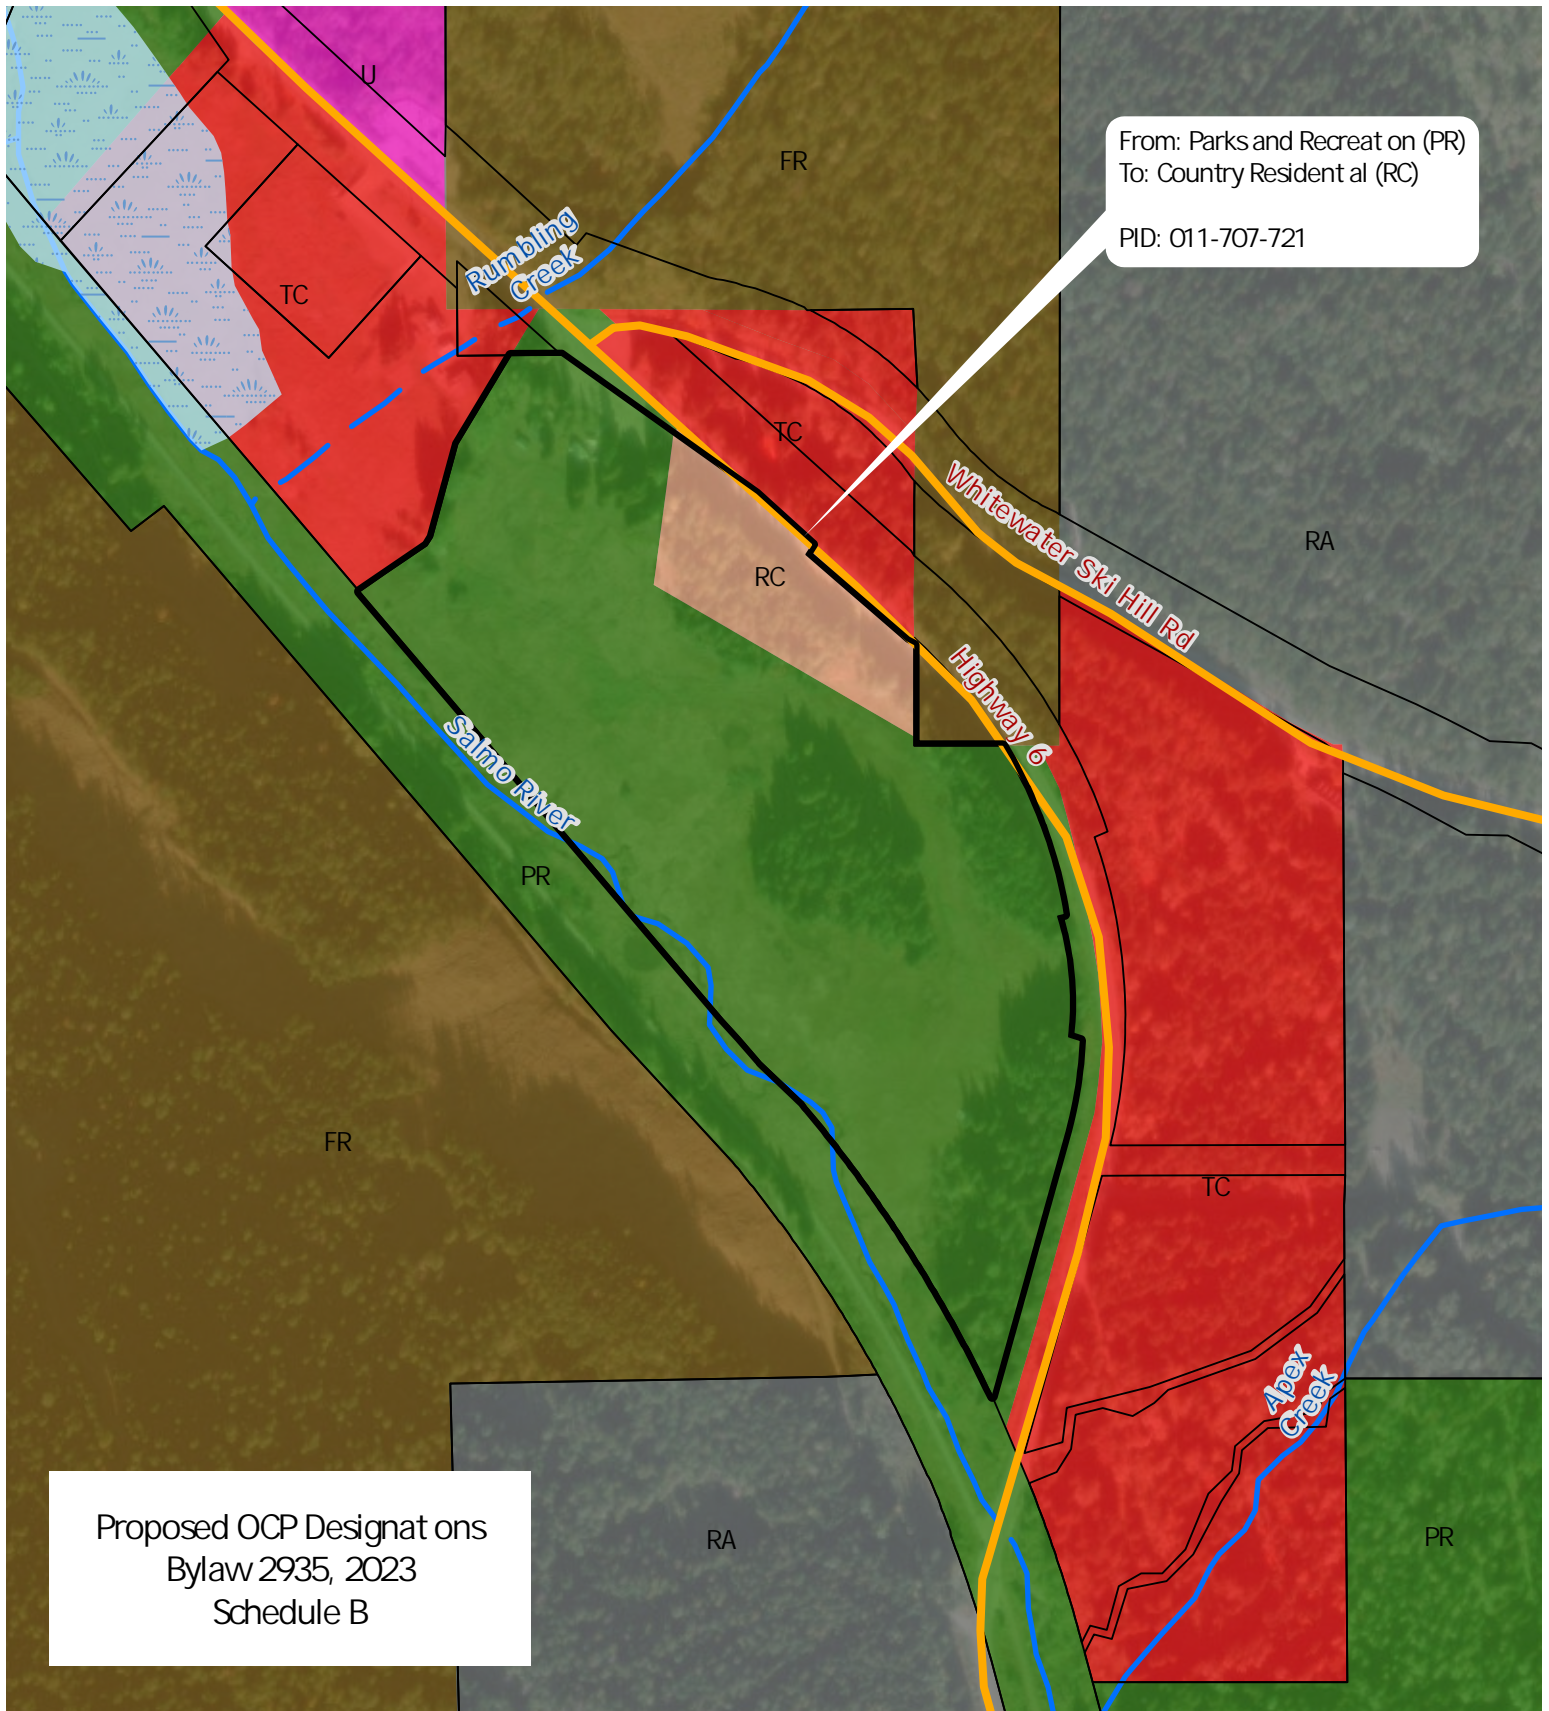 U
FR
From: Parks and Recreat on (PR)
To: Country Resident al (RC)
PID: 011-707-721
Rumbling
Creek
TC
TC
Whitewater Ski Hill Rd
RA
RC
Highway 6
Salmo River
PR
FR
TC
Apex
Creek
Proposed OCP Designat ons
Bylaw 2935, 2023
Schedule B
RA
PR